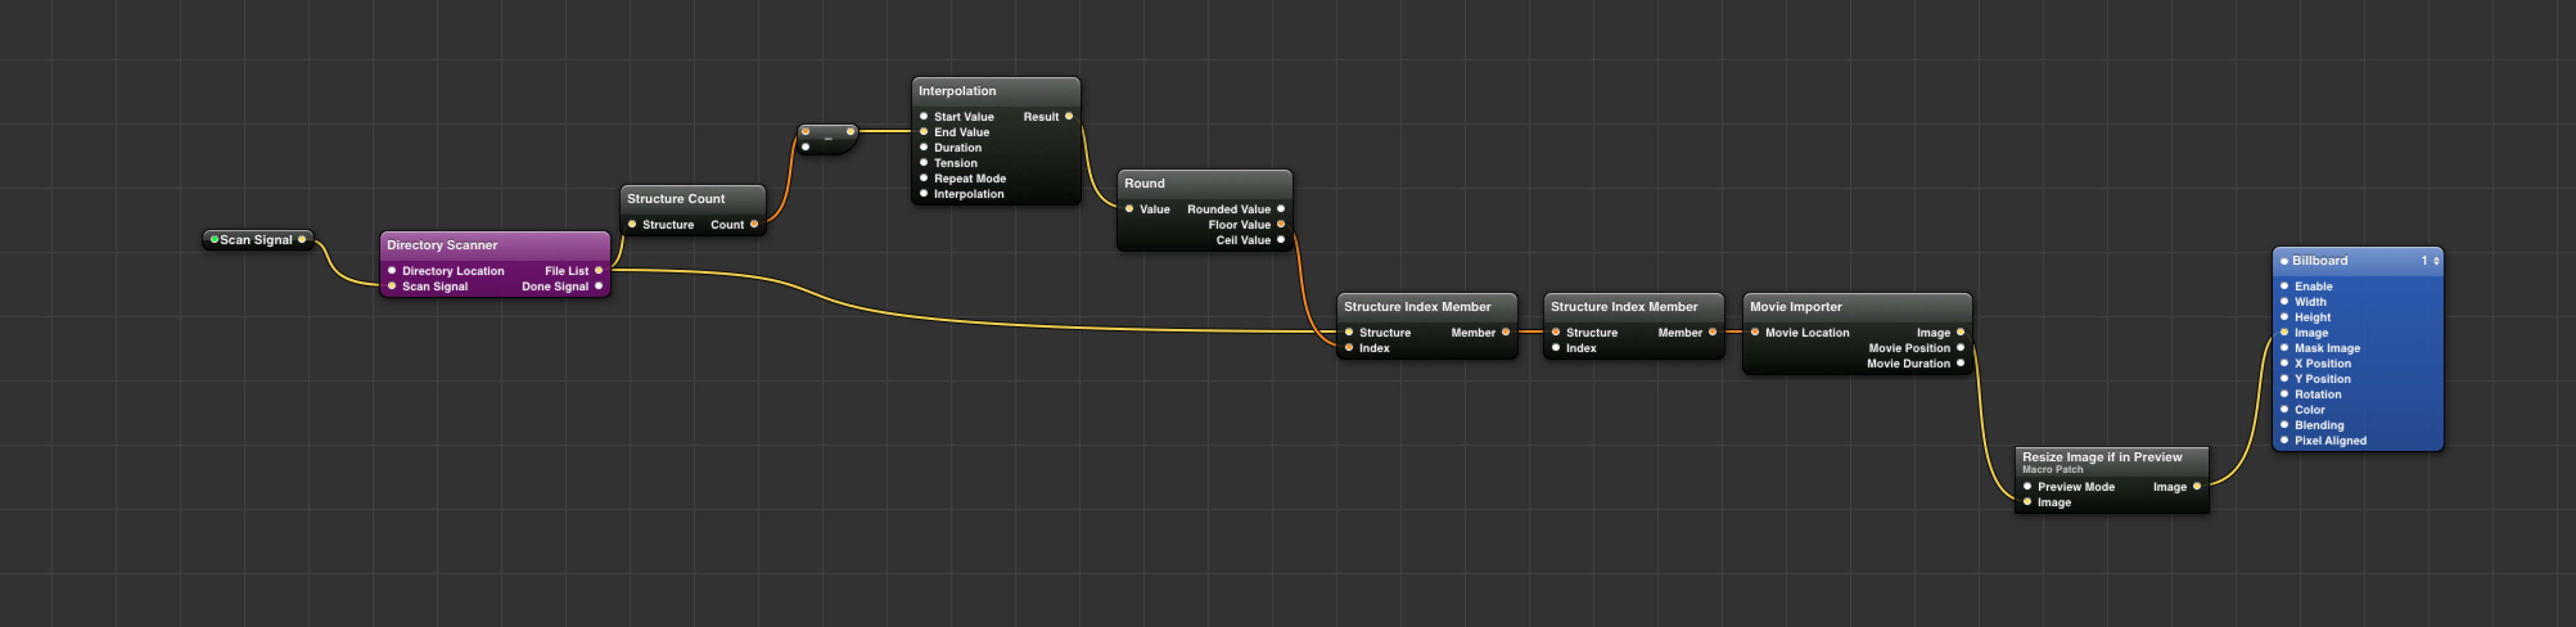 Scan Signal
Directory Scanner
Directory Location File List
Scan Signal Done Signal
Structure Count
Structure Count
-
Interpolation
Start Value Result
End Value
Duration
Tension
Repeat Mode
Interpolation
Round
Value Rounded Value
Floor Value
Ceil Value
Structure Index Member
Structure Member
Index
Structure Index Member
Structure Member
Index
Movie Importer
Movie Location Image
Movie Position
Movie Duration
Resize Image if in Preview
Macro Patch
Preview Mode Image
Image
Billboard 1
Enable
Width
Height
Image
Mask Image
X Position
Y Position
Rotation
Color
Blending
Pixel Aligned